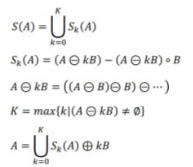 S(A) = ⋃_{k=0}^{K} S_k(A)
S_k(A) = (A ⊖ kB) − (A ⊖ kB) ∘ B
A ⊖ kB = ((A ⊖ B)⊖ B) ⊖ ⋯)
K = max{k|(A ⊖ kB) ≠ ∅}
A = ⋃_{k=0}^{K} S_k(A) ⊕ kB